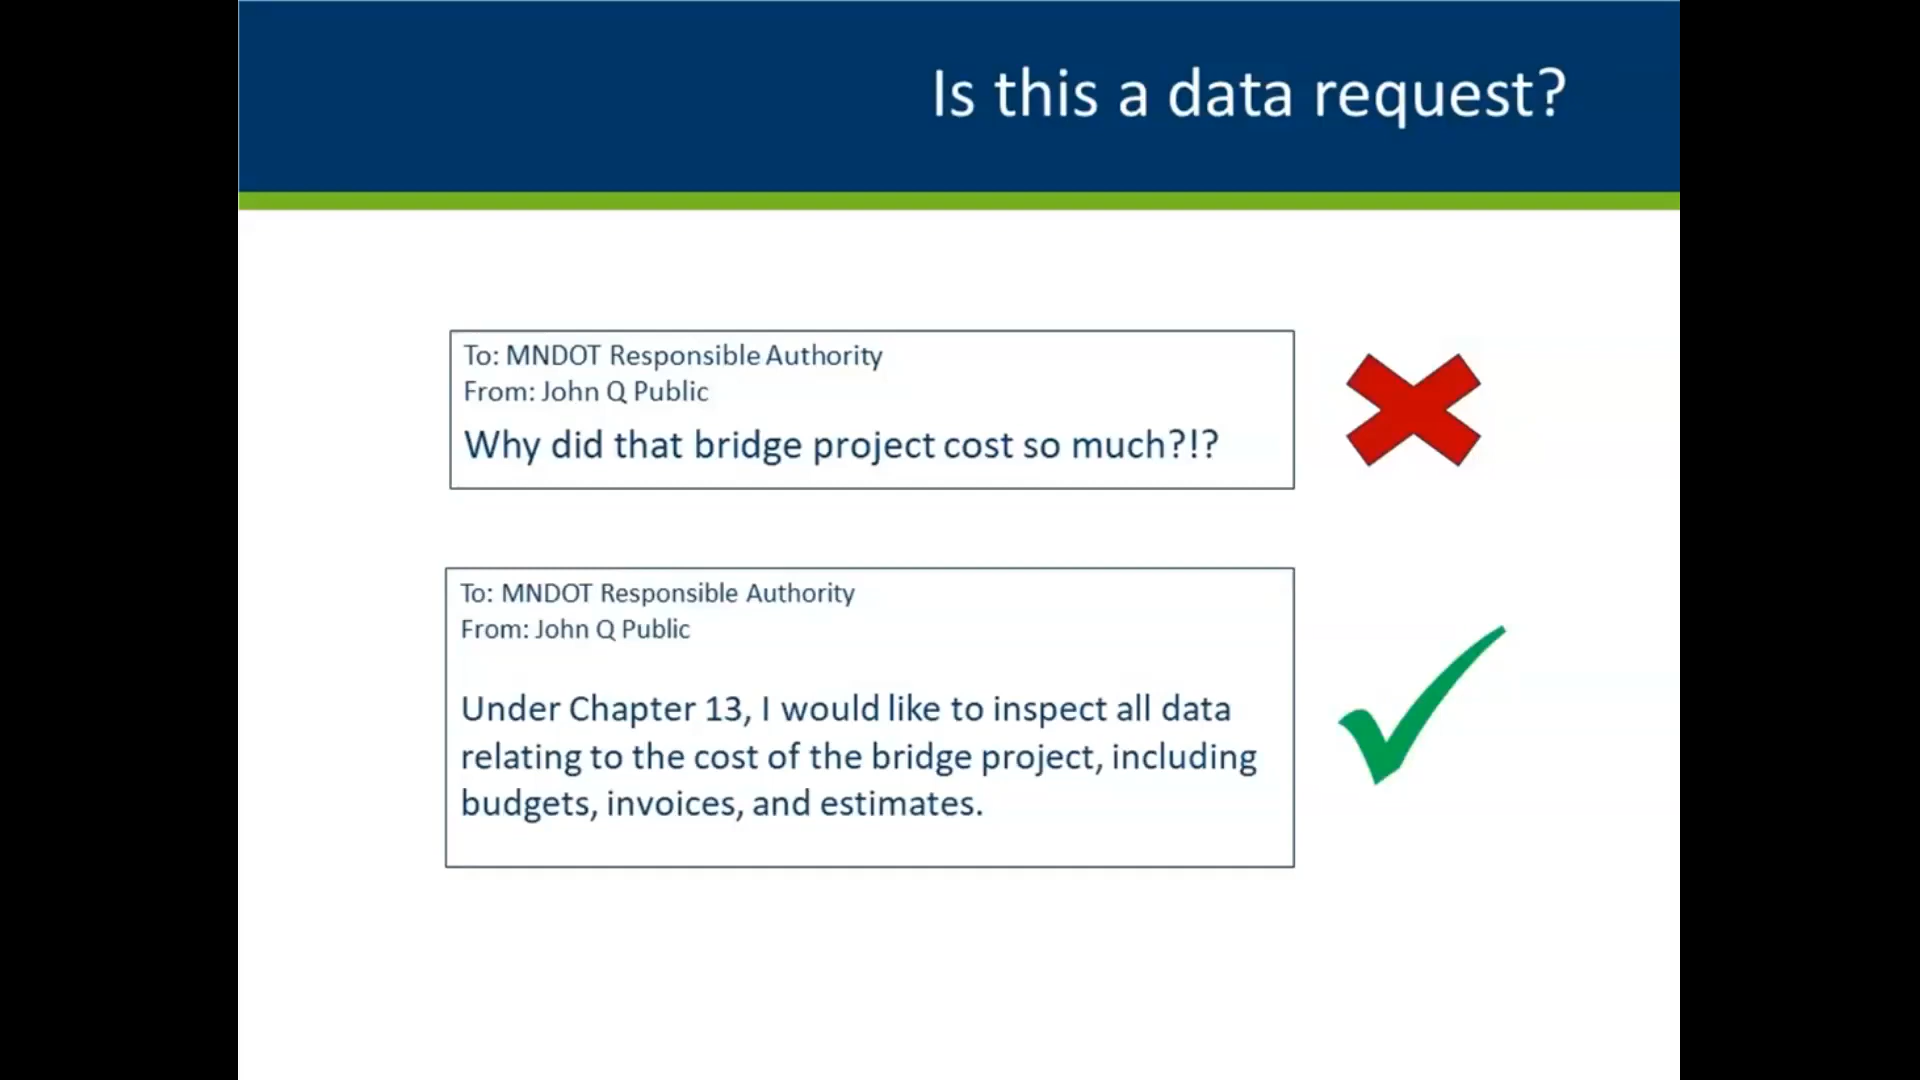 Is this a data request?
To: MNDOT Responsible Authority
From: John Q Public
Why did that bridge project cost so much?!?
To: MNDOT Responsible Authority
From: John Q Public
Under Chapter 13, I would like to inspect all data
relating to the cost of the bridge project, including
budgets, invoices, and estimates.